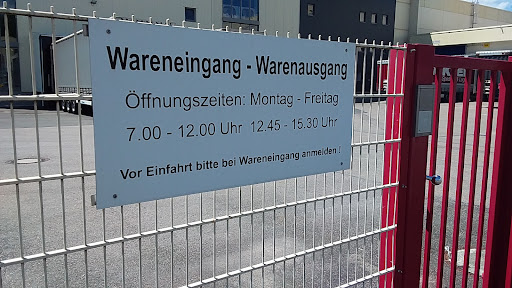 Wareneingang - Warenausgang
Öffnungszeiten: Montag - Freitag
7.00 - 12.00 Uhr 12.45 - 15.30 Uhr
Vor Einfahrt bitte bei Wareneingang anmelden !